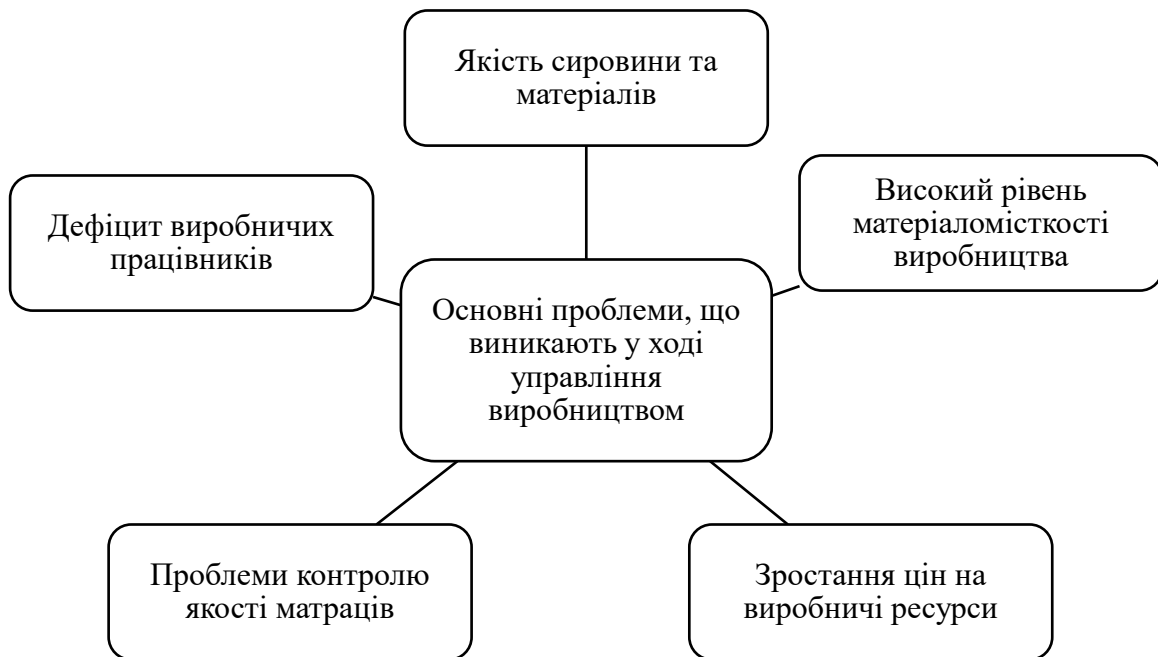 Якість сировини та
матеріалів
Дефіцит виробничих
працівників
Високий рівень
матеріаломісткості
виробництва
Основні проблеми, що
виникають у ході
управління
виробництвом
Проблеми контролю
якості матраців
Зростання цін на
виробничі ресурси